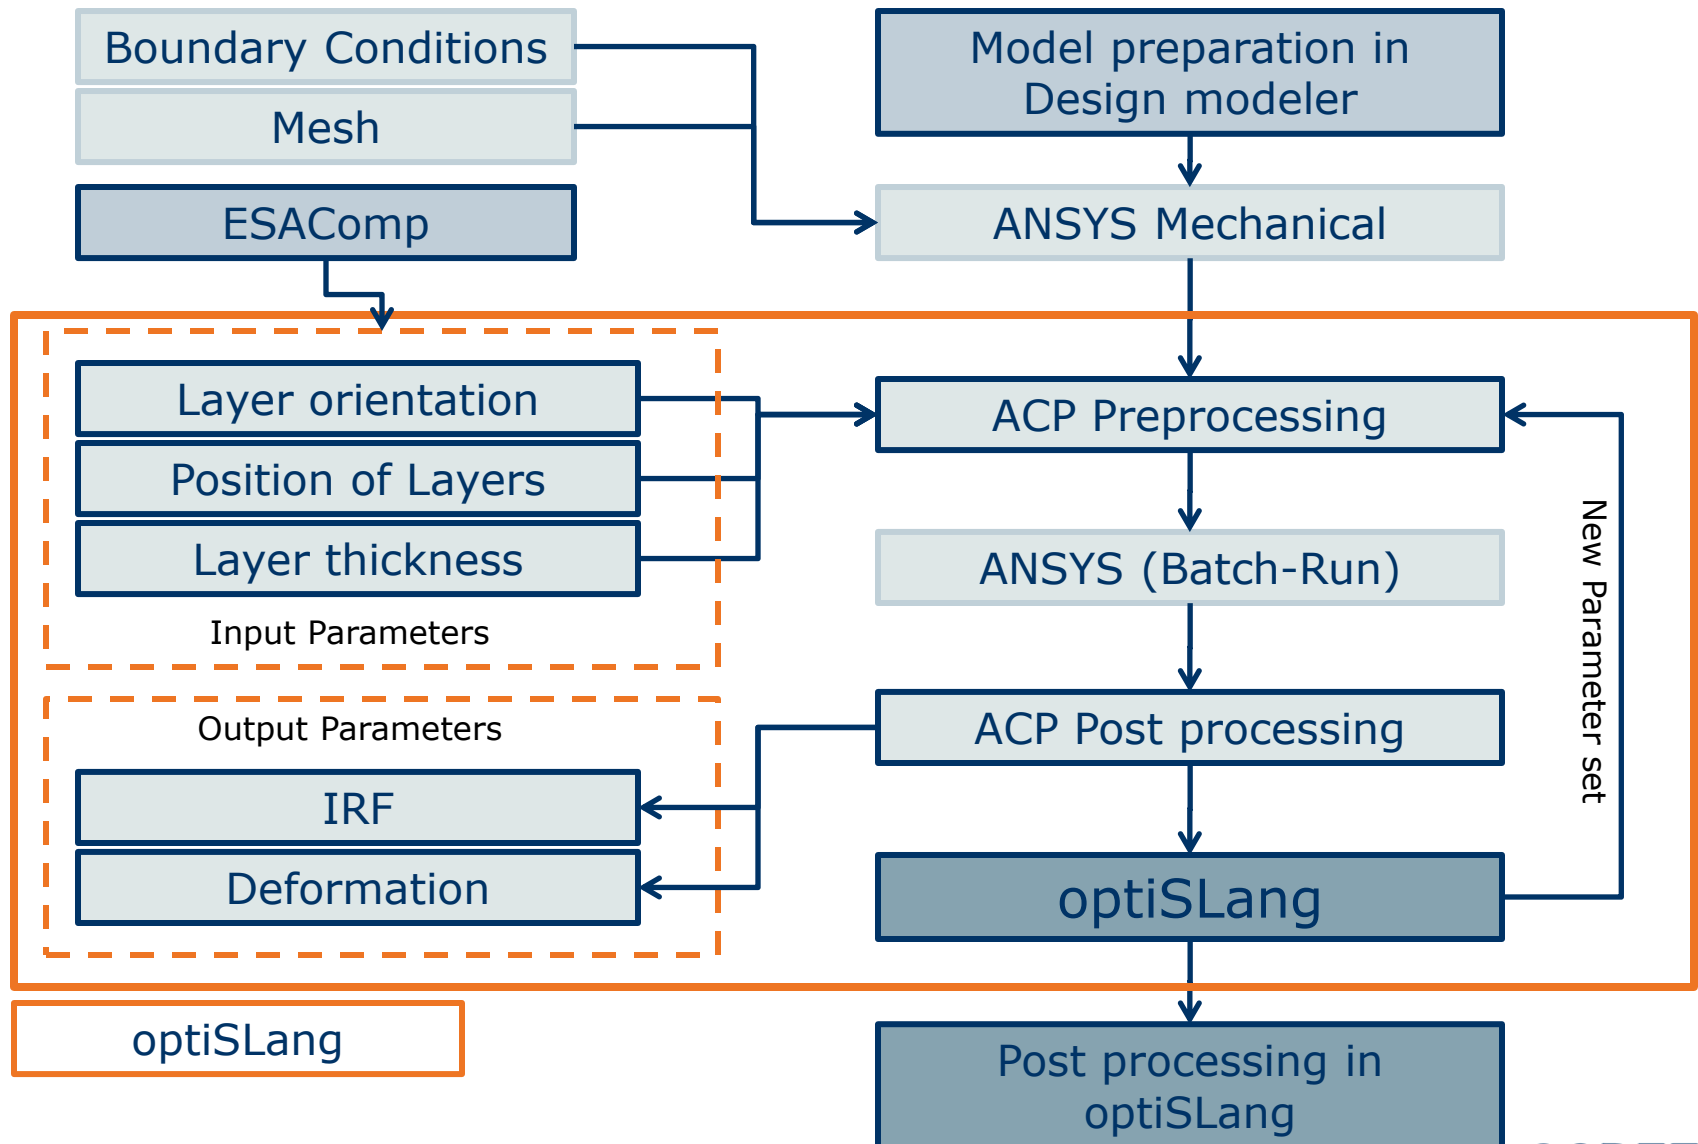 Boundary Conditions
Mesh
ESAComp
Model preparation in
Design modeler
ANSYS Mechanical
Layer orientation
Position of Layers
Layer thickness
Input Parameters
ACP Preprocessing
ANSYS (Batch-Run)
New Parameter set
Output Parameters
IRF
Deformation
ACP Post processing
optiSLang
optiSLang
Post processing in
optiSLang